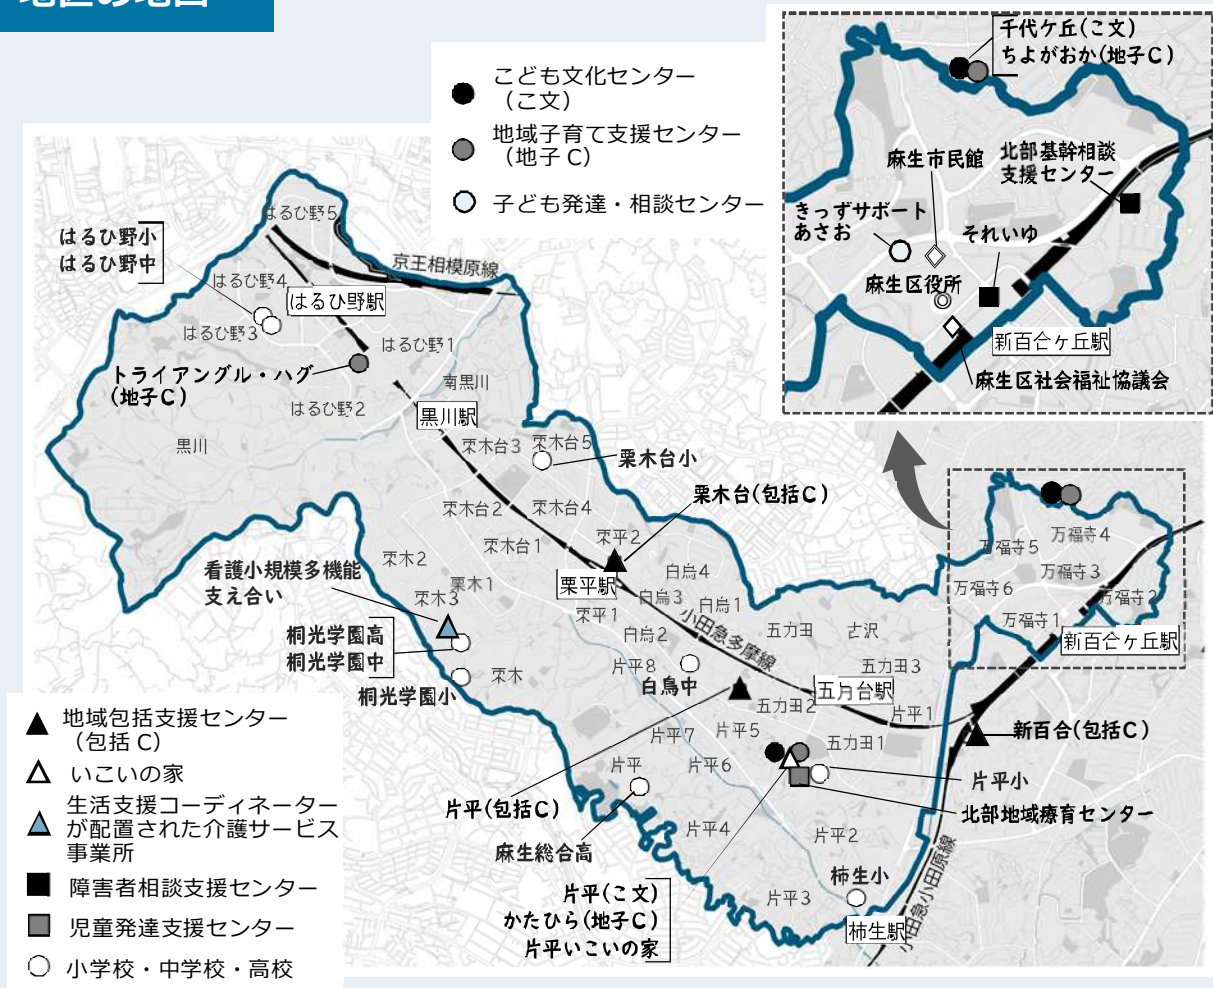 地区の地図
こども文化センター
（こ文）
地域子育て支援センター
（地子 C）
子ども発達・相談センター
千代ケ丘(こ文)
ちよがおか(地子C)
麻生市民館
北部基幹相談
支援センター
きっずサポート
あさお
それいゆ
麻生区役所
新百合ヶ丘駅
麻生区社会福祉協議会
はるひ野小
はるひ野中
はるひ野5
京王相模原線
はるひ野4
はるひ野駅
はるひ野3
はるひ野1
トライアングル・ハグ
(地子C)
南黒川
はるひ野2
黒川駅
黒川
栗木台3
栗木台5
栗木台小
栗木台(包括C)
栗木台2
栗木台4
栗木台1
栗平2
栗木2
看護小規模多機能
支え合い
栗木1
栗木3
栗平駅
白鳥4
白鳥3
白鳥1
栗平1
小田急多摩線
白鳥2
五力田
古沢
桐光学園高
桐光学園中
桐光学園小
栗木
片平8
白鳥中
五力田3
五月台駅
五力田2
片平1
片平7
片平5
五力田1
片平
片平6
片平(包括C)
麻生総合高
片平4
片平2
片平3
片平小
北部地域療育センター
新百合(包括C)
万福寺4
万福寺5
万福寺3
万福寺6
万福寺2
万福寺1
新百合ヶ丘駅
柿生小
柿生駅
小田急小田原線
片平(こ文)
かたひら(地子C)
片平いこいの家
地域包括支援センター
（包括 C）
いこいの家
生活支援コーディネーター
が配置された介護サービス
事業所
障害者相談支援センター
児童発達支援センター
小学校・中学校・高校